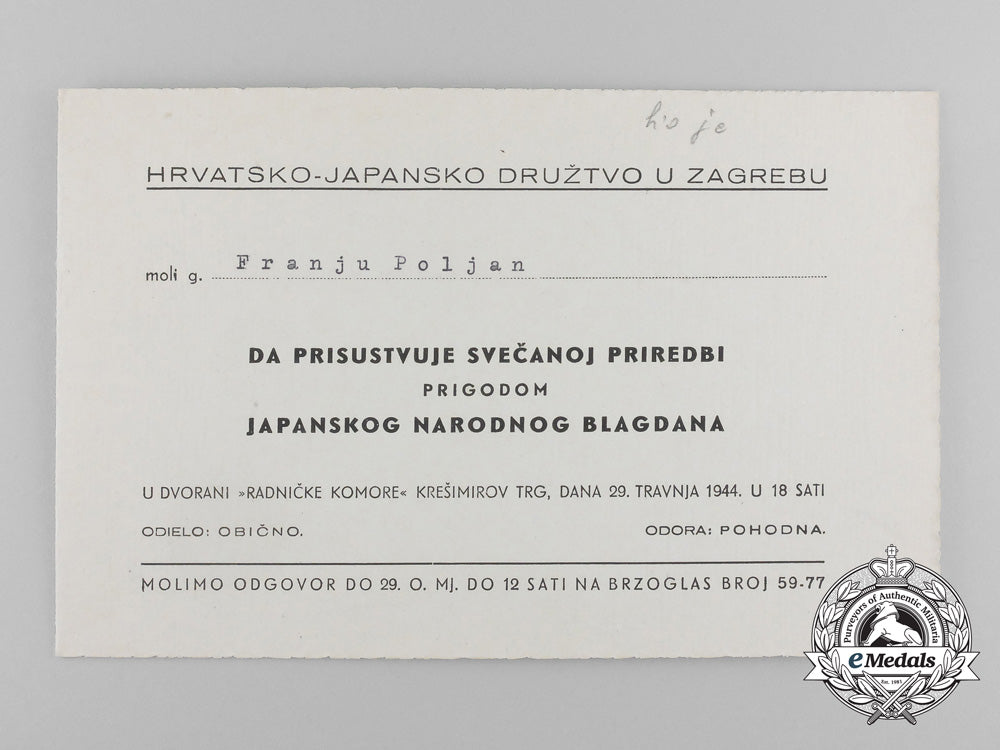 HRVATSKO-JAPANSKO DRUŽTVO U ZAGREBU
moli g. Franju Poljan
DA PRISUSTVUJE SVEČANOJ PRIREDBI
PRIGODOM
JAPANSKOG NARODNOG BLAGDANA
U DVORANI »RADNIČKE KOMORE« KREŠIMIROV TRG, DANA 29. TRAVNJA 1944. U 18 SATI
ODIELO: OBIČNO. ODORA: POHODNA.
MOLIMO ODGOVOR DO 29. O. MJ. DO 12 SATI NA BRZOGLAS BROJ 59-77
Purveyors of Authentic Militaria
eMedals
Est. 1981